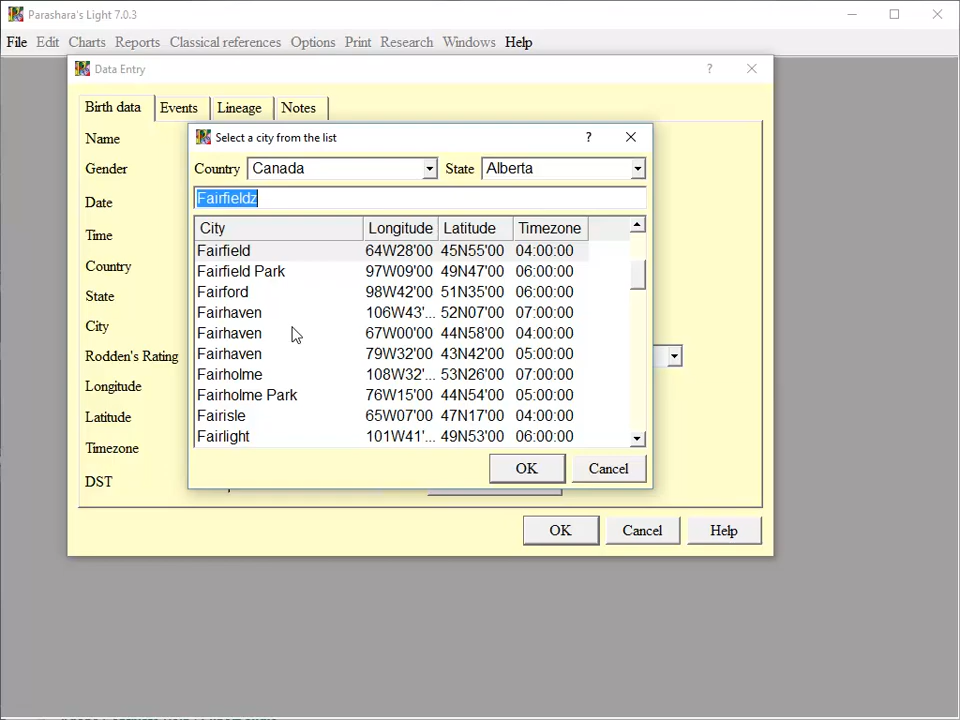 Parashara's Light 7.0.3
File Edit Charts Reports Classical references Options Print Research Windows Help
Data Entry ?
Birth data Events Lineage Notes
Name
Gender
Date
Time
Country
State
City
Rodden's Rating
Longitude
Latitude
Timezone
DST
Select a city from the list ?
Country Canada State Alberta
Fairfieldz
City Longitude Latitude Timezone
Fairfield 64W28'00 45N55'00 04:00:00
Fairfield Park 97W09'00 49N47'00 06:00:00
Fairford 98W42'00 51N35'00 06:00:00
Fairhaven 106W43'... 52N07'00 07:00:00
Fairhaven 67W00'00 44N58'00 04:00:00
Fairhaven 79W32'00 43N42'00 05:00:00
Fairholme 108W32'... 53N26'00 07:00:00
Fairholme Park 76W15'00 44N54'00 05:00:00
Fairisle 65W07'00 47N17'00 04:00:00
Fairlight 101W41'... 49N53'00 06:00:00
OK Cancel
OK Cancel Help